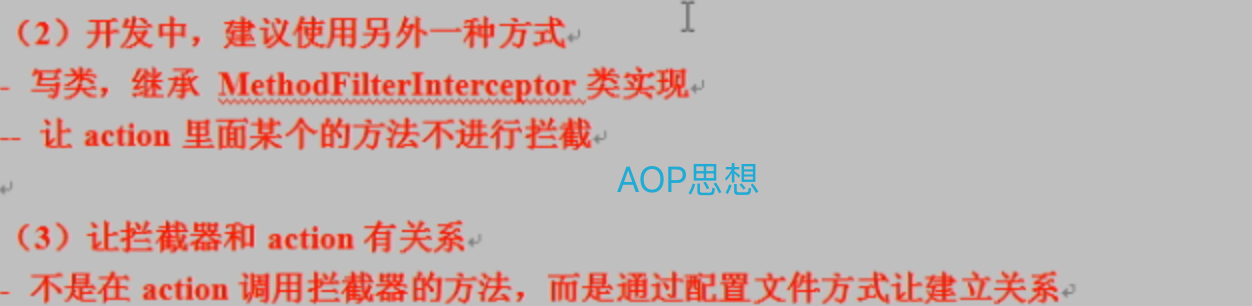 （2）开发中，建议使用另外一种方式
- 写类，继承 MethodFilterInterceptor 类实现
-- 让 action 里面某个的方法不进行拦截
AOP思想
（3）让拦截器和 action 有关系
- 不是在 action 调用拦截器的方法，而是通过配置文件方式让建立关系